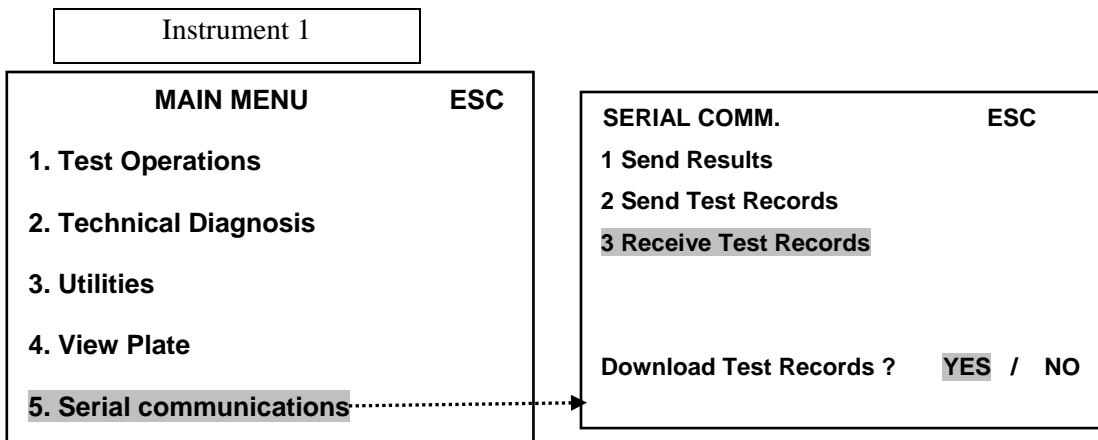 Instrument 1
MAIN MENU ESC
1. Test Operations
2. Technical Diagnosis
3. Utilities
4. View Plate
5. Serial communications
SERIAL COMM. ESC
1 Send Results
2 Send Test Records
3 Receive Test Records
Download Test Records ? YES / NO